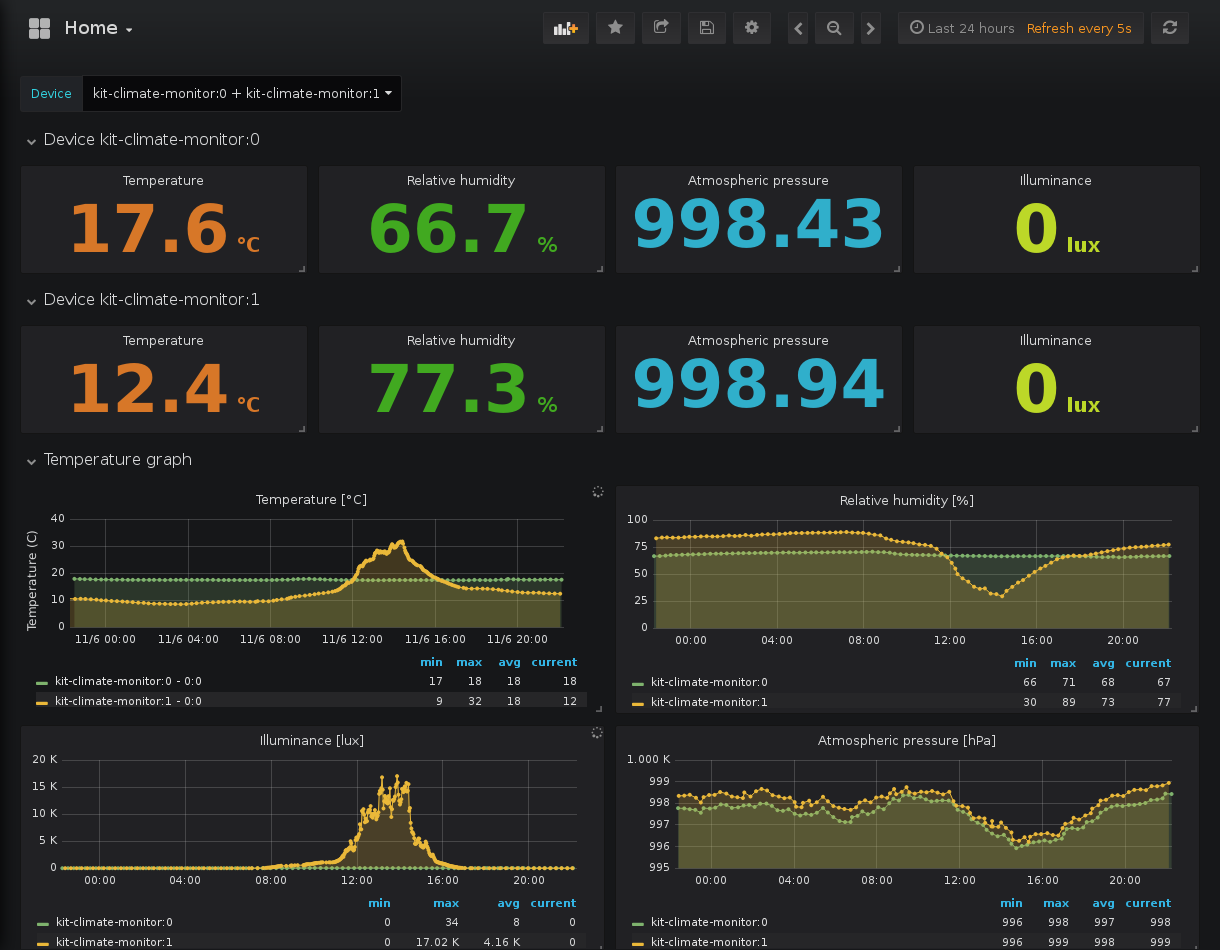 Home
Last 24 hours Refresh every 5s
Device kit-climate-monitor:0 + kit-climate-monitor:1
Device kit-climate-monitor:0
Temperature
17.6 °C
Relative humidity
66.7 %
Atmospheric pressure
998.43
Illuminance
0 lux
Device kit-climate-monitor:1
Temperature
12.4 °C
Relative humidity
77.3 %
Atmospheric pressure
998.94
Illuminance
0 lux
Temperature graph
Temperature [°C]
Temperature (C)
40
30
20
10
0
11/6 00:00 11/6 04:00 11/6 08:00 11/6 12:00 11/6 16:00 11/6 20:00
min max avg current
kit-climate-monitor:0 - 0:0 17 18 18 18
kit-climate-monitor:1 - 0:0 9 32 18 12
Relative humidity [%]
100
75
50
25
0
00:00 04:00 08:00 12:00 16:00 20:00
min max avg current
kit-climate-monitor:0 66 71 68 67
kit-climate-monitor:1 30 89 73 77
Illuminance [lux]
20 K
15 K
10 K
5 K
0
00:00 04:00 08:00 12:00 16:00 20:00
min max avg current
kit-climate-monitor:0 0 34 8 0
kit-climate-monitor:1 0 17.02 K 4.16 K 0
Atmospheric pressure [hPa]
1.000 K
999
998
997
996
995
00:00 04:00 08:00 12:00 16:00 20:00
min max avg current
kit-climate-monitor:0 996 998 997 998
kit-climate-monitor:1 996 999 998 999